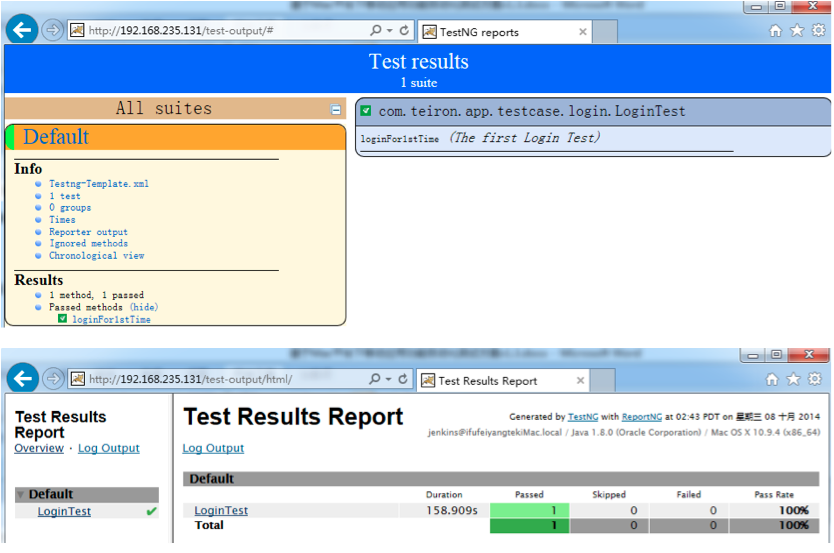 http://192.168.235.131/test-output/#
TestNG reports
Test results
1 suite
All suites
Default
Info
Testng-Template.xml
1 test
0 groups
Times
Reporter output
Ignored methods
Chronological view
Results
1 method, 1 passed
Passed methods (hide)
loginFor1stTime
com.teiron.app.testcase.login.LoginTest
loginFor1stTime (The first Login Test)
http://192.168.235.131/test-output/html/
Test Results Report
Test Results
Report
Overview · Log Output
Default
LoginTest
Test Results Report
Generated by TestNG with ReportNG at 02:43 PDT on 星期三 08 十月 2014
jenkins@ifufeiyangtekiMac.local / Java 1.8.0 (Oracle Corporation) / Mac OS X 10.9.4 (x86_64)
Log Output
Default
Duration Passed Skipped Failed Pass Rate
LoginTest 158.909s 1 0 0 100%
Total 1 0 0 100%